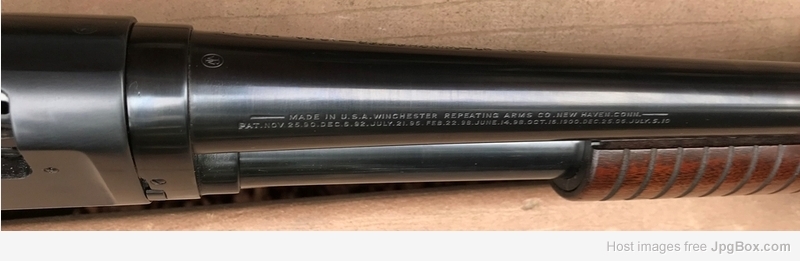 MADE IN U.S.A. WINCHESTER REPEATING ARMS CO. NEW HAVEN. CONN.
PAT. NOV. 25. 90. DEC. 6. 92. JULY. 21. 96. FEB. 22. 98. JUNE. 14. 98. OCT. 16. 1900. DEC. 25. 06. JULY. 5. 10
Host images free JpgBox.com